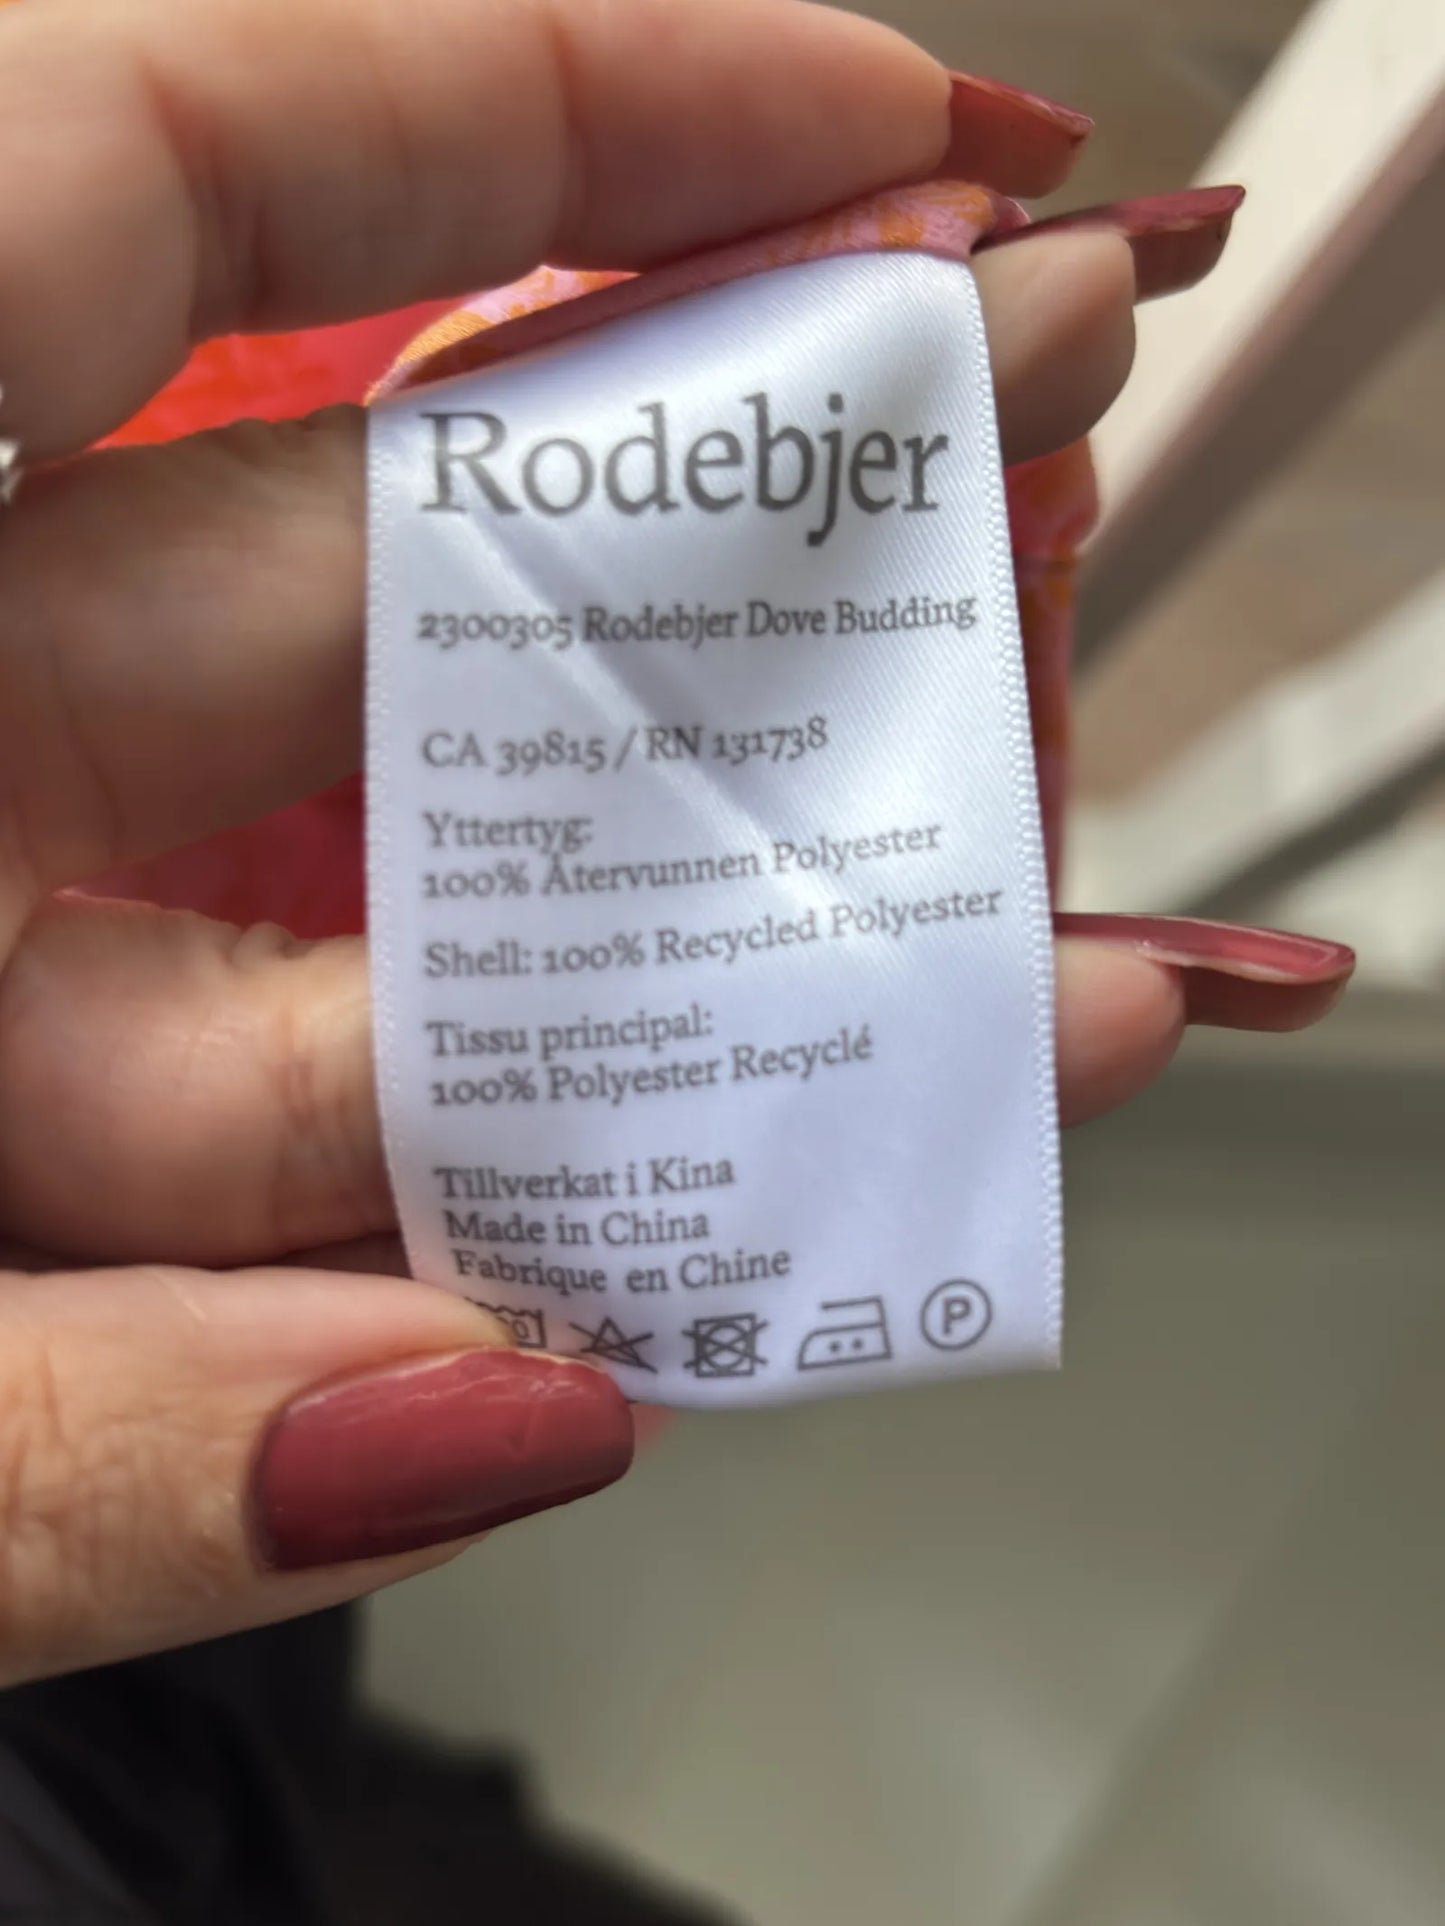 Rodebjer
2300305 Rodebjer Dove Budding
CA 39815 / RN 131738
Yttertyg:
100% Återvunnen Polyester
Shell: 100% Recycled Polyester
Tissu principal:
100% Polyester Recyclé
Tillverkat i Kina
Made in China
Fabrique en Chine
P